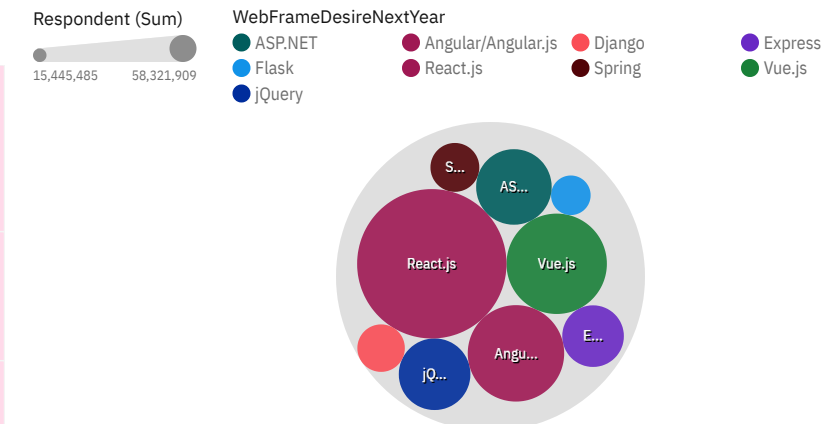 Respondent (Sum)
15,445,485 58,321,909
WebFrameDesireNextYear
ASP.NET Angular/Angular.js Django Express
Flask React.js Spring Vue.js
jQuery
S...
AS...
React.js
Vue.js
E...
Angu...
jQ...